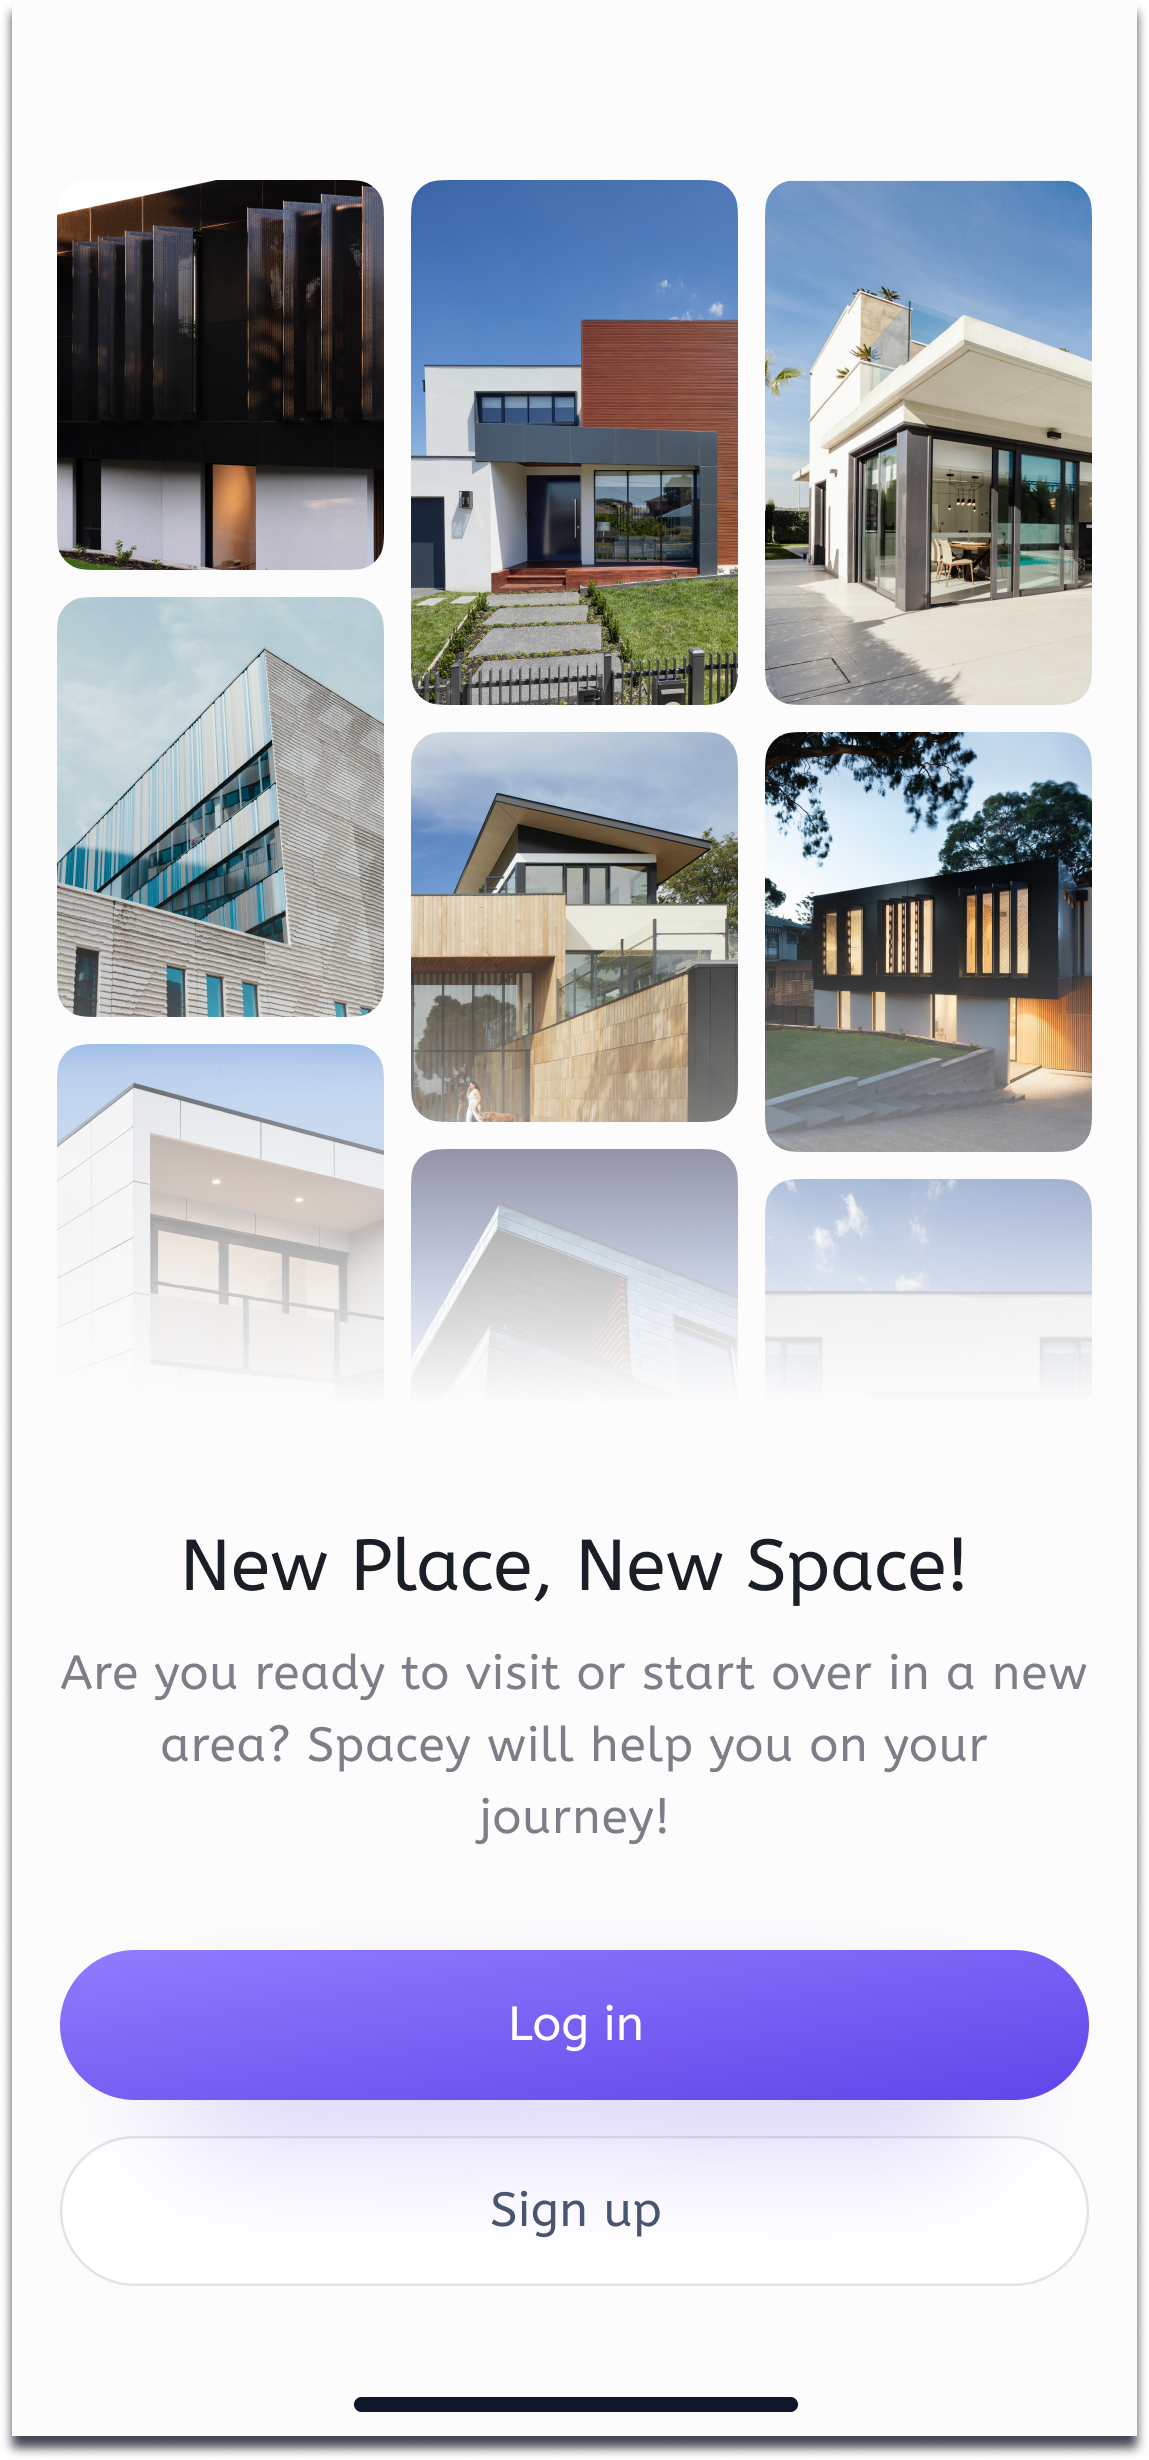 New Place, New Space!
Are you ready to visit or start over in a new
area? Spacey will help you on your
journey!
Log in
Sign up